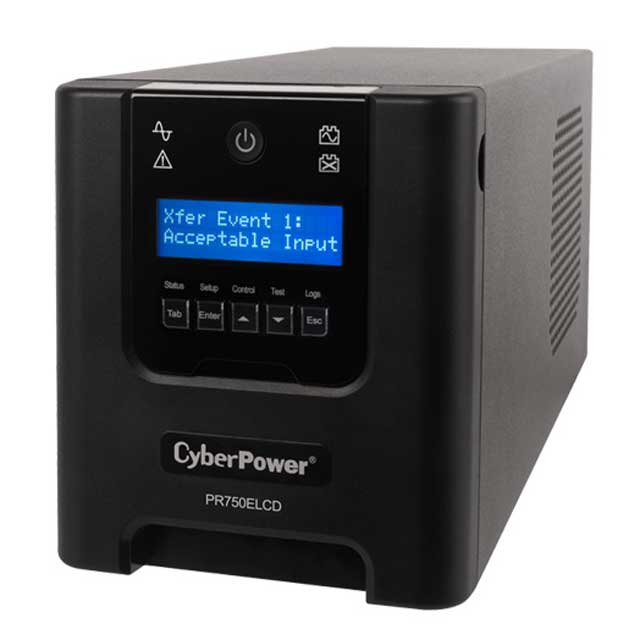 Xfer Event 1:
Acceptable Input
Status Setup Control Test Logs
Tab Enter Esc
CyberPower®
PR750ELCD